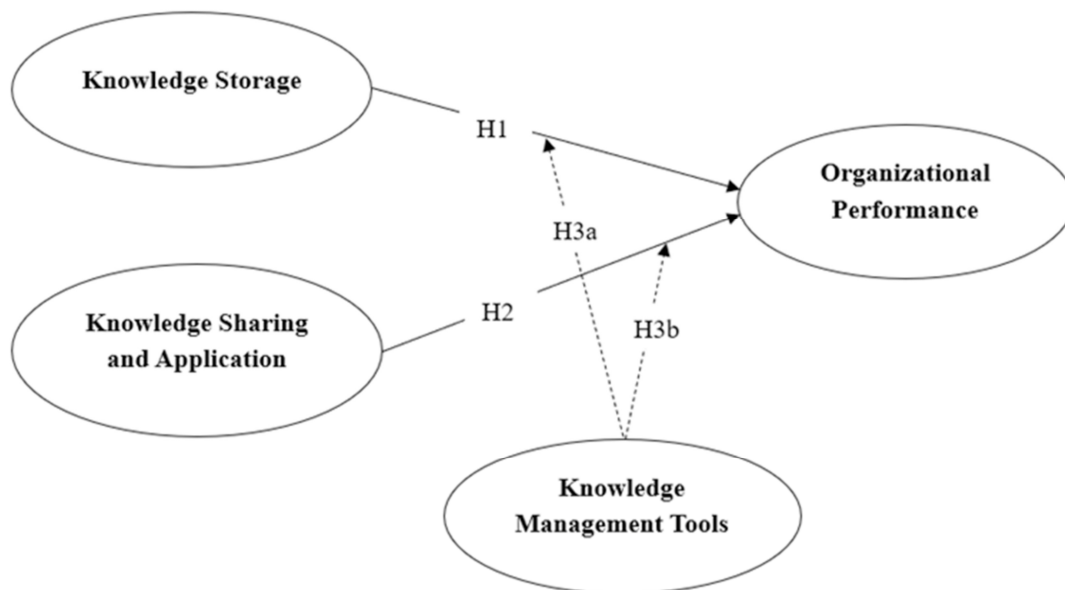 Knowledge Storage
H1
Organizational
Performance
H3a
Knowledge Sharing
and Application
H2
H3b
Knowledge
Management Tools